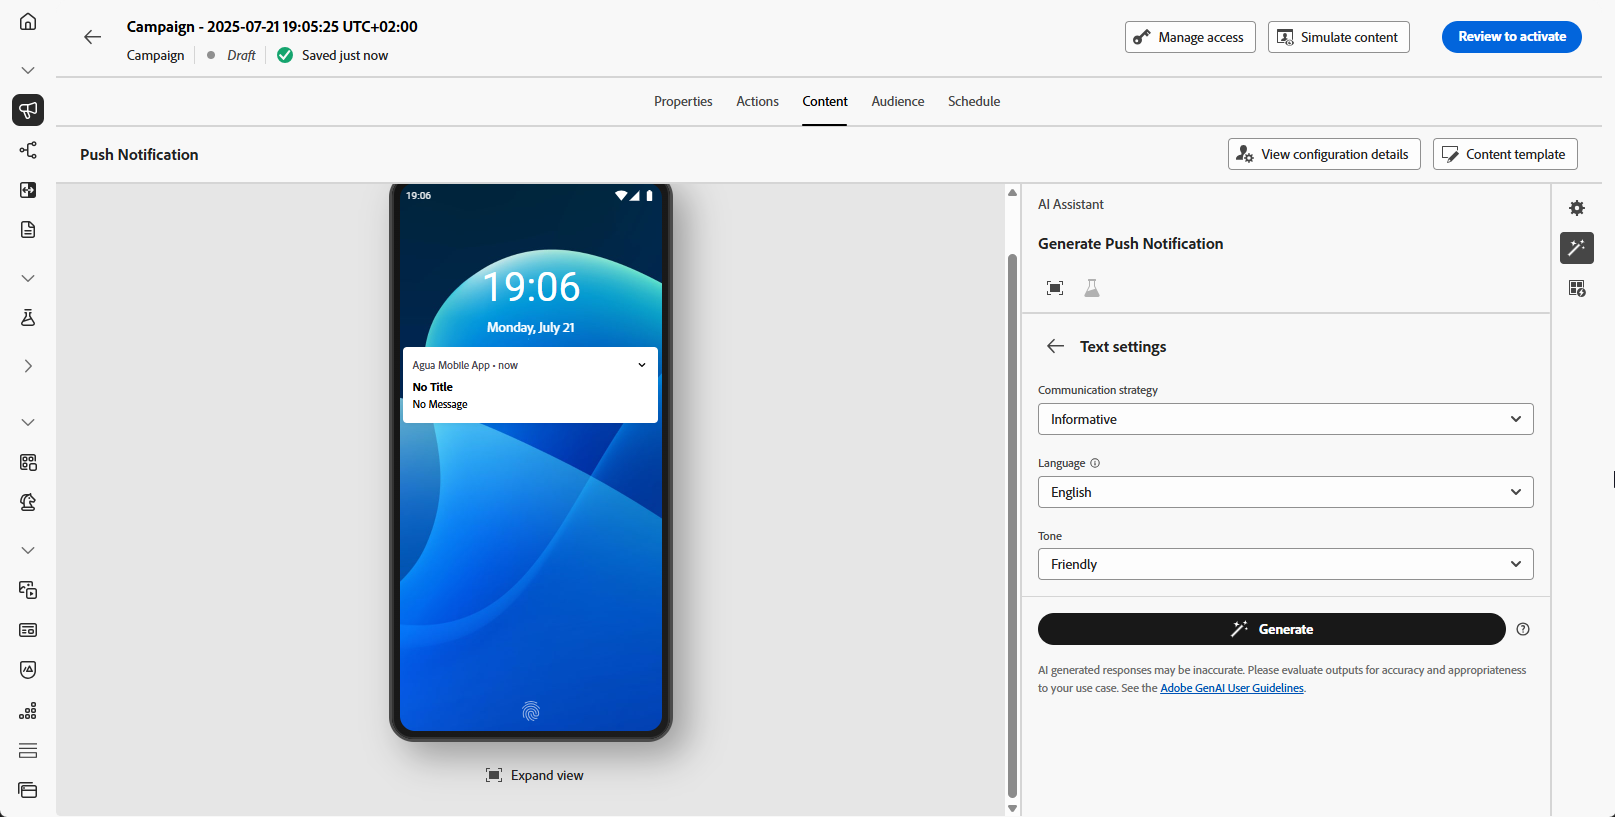 Campaign - 2025-07-21 19:05:25 UTC+02:00
Campaign
Draft
Saved just now
Manage access
Simulate content
Review to activate
Properties
Actions
Content
Audience
Schedule
Push Notification
View configuration details
Content template
19:06
19:06
Monday, July 21
Agua Mobile App • now
No Title
No Message
Expand view
AI Assistant
Generate Push Notification
Text settings
Communication strategy
Informative
Language
English
Tone
Friendly
Generate
AI generated responses may be inaccurate. Please evaluate outputs for accuracy and appropriateness
to your use case. See the Adobe GenAI User Guidelines.